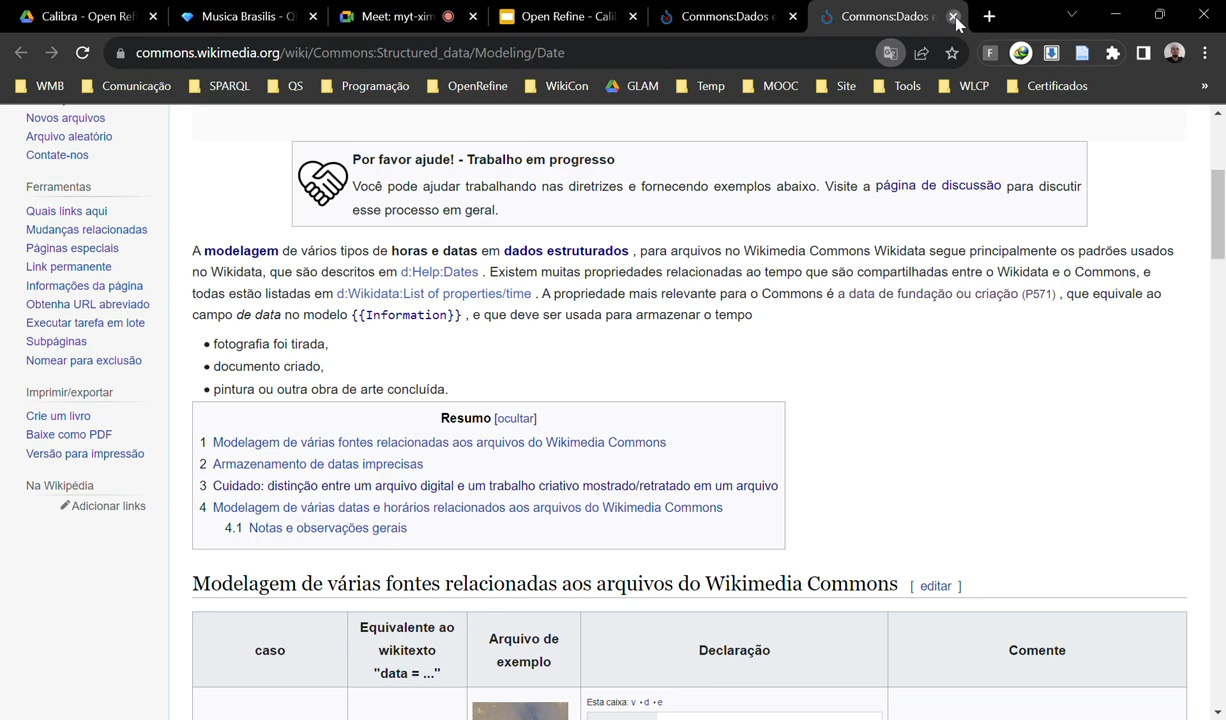 Calibra - Open Ref
Musica Brasilis - Q
Meet: myt-xim
Open Refine - Cali
Commons:Dados e
Commons:Dados e
commons.wikimedia.org/wiki/Commons:Structured_data/Modeling/Date
WMB Comunicação SPARQL QS Programação OpenRefine WikiCon GLAM Temp MOOC Site Tools WLCP Certificados »
Novos arquivos
Arquivo aleatório
Contate-nos
Ferramentas
Quais links aqui
Mudanças relacionadas
Páginas especiais
Link permanente
Informações da página
Obtenha URL abreviado
Executar tarefa em lote
Subpáginas
Nomear para exclusão
Imprimir/exportar
Crie um livro
Baixe como PDF
Versão para impressão
Na Wikipédia
Adicionar links
Por favor ajude! - Trabalho em progresso
Você pode ajudar trabalhando nas diretrizes e fornecendo exemplos abaixo. Visite a página de discussão para discutir
esse processo em geral.
A modelagem de vários tipos de horas e datas em dados estruturados , para arquivos no Wikimedia Commons Wikidata segue principalmente os padrões usados
no Wikidata, que são descritos em d:Help:Dates . Existem muitas propriedades relacionadas ao tempo que são compartilhadas entre o Wikidata e o Commons, e
todas estão listadas em d:Wikidata:List of properties/time . A propriedade mais relevante para o Commons é a data de fundação ou criação (P571) , que equivale ao
campo de data no modelo {{Information}} , e que deve ser usada para armazenar o tempo
• fotografia foi tirada,
• documento criado,
• pintura ou outra obra de arte concluída.
Resumo [ocultar]
1 Modelagem de várias fontes relacionadas aos arquivos do Wikimedia Commons
2 Armazenamento de datas imprecisas
3 Cuidado: distinção entre um arquivo digital e um trabalho criativo mostrado/retratado em um arquivo
4 Modelagem de várias datas e horários relacionados aos arquivos do Wikimedia Commons
4.1 Notas e observações gerais
Modelagem de várias fontes relacionadas aos arquivos do Wikimedia Commons [ editar ]
caso
Equivalente ao
wikitexto
"data = ..."
Arquivo de
exemplo
Declaração
Comente
Esta caixa: v • d • e